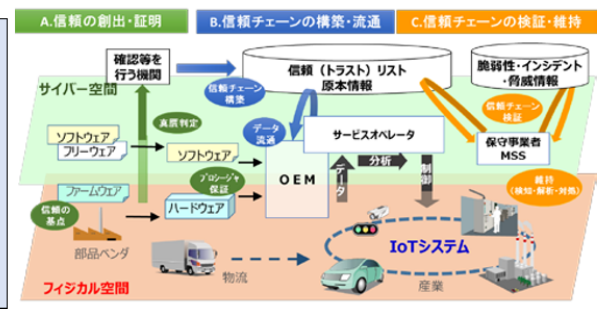 A.信頼の創出・証明
B.信頼チェーンの構築・流通
C.信頼チェーンの検証・維持
確認等を
行う機関
信頼（トラスト）リスト
原本情報
脆弱性・インシデント・
脅威情報
サイバー空間
信頼チェーン
構築
信頼チェーン
検証
真贋判定
データ
流通
サービスオペレータ
ソフトウェア
フリーウェア
ソフトウェア
OEM
分析
保守事業者
MSS
プロシージャ
保証
データ
制御
維持
(検知・解析・対処)
ファームウェア
ハードウェア
信頼の
基点
部品ベンダ
IoTシステム
物流
産業
フィジカル空間